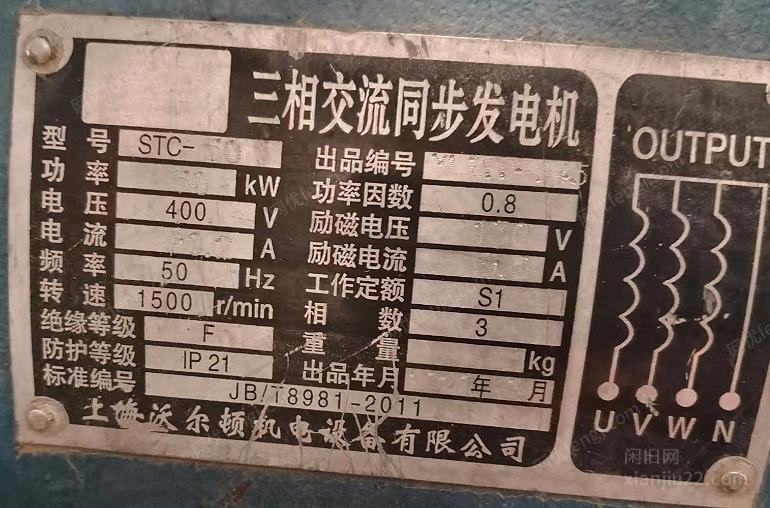 三相交流同步发电机
型 号 STC- 出品编号
功 率 kW 功率因数 0.8
电 压 400 V 励磁电压 V
电 流 A 励磁电流 A
频 率 50 Hz 工作定额 S1
转 速 1500 r/min 相 数 3
绝缘等级 F 重 量 kg
防护等级 IP 21 出品年月 年 月
标准编号 JB/T8981-2011
上海沃尔顿机电设备有限公司
OUTPUT
U V W N
闲旧网
xianjiu22.com